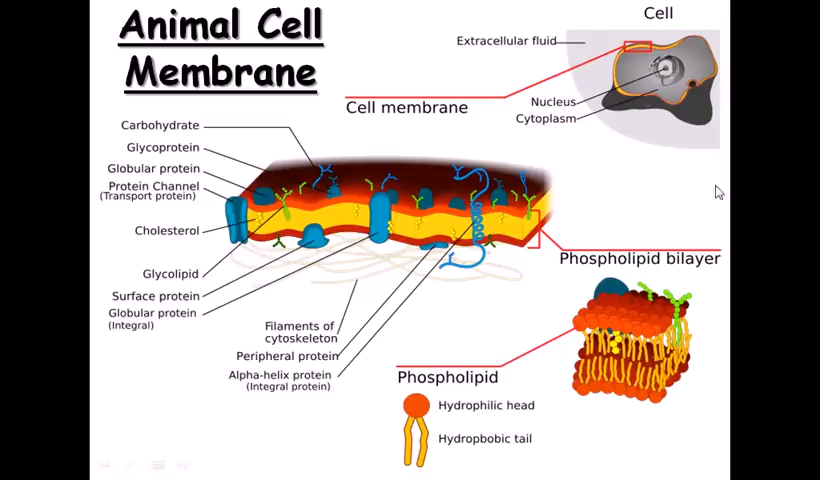 Animal Cell
Membrane
Cell
Extracellular fluid
Cell membrane
Nucleus
Cytoplasm
Carbohydrate
Glycoprotein
Globular protein
Protein Channel
(Transport protein)
Cholesterol
Glycolipid
Surface protein
Globular protein
(Integral)
Filaments of
cytoskeleton
Peripheral protein
Alpha-helix protein
(Integral protein)
Phospholipid bilayer
Phospholipid
Hydrophilic head
Hydropbobic tail